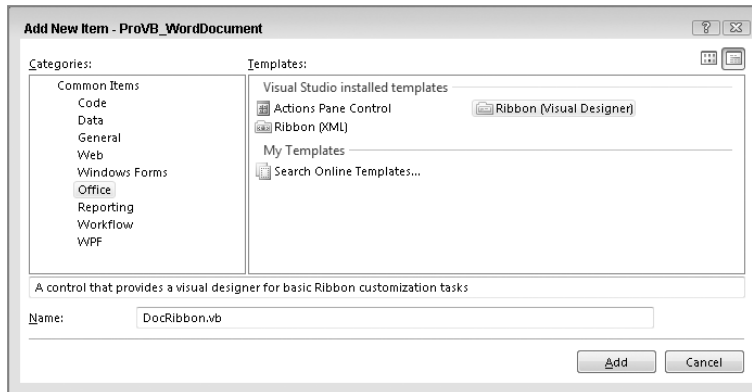 Add New Item - ProVB_WordDocument
Categories:
Templates:
Common Items
Code
Data
General
Web
Windows Forms
Office
Reporting
Workflow
WPF
Visual Studio installed templates
Actions Pane Control
Ribbon (Visual Designer)
Ribbon (XML)
My Templates
Search Online Templates...
A control that provides a visual designer for basic Ribbon customization tasks
Name:
DocRibbon.vb
Add
Cancel